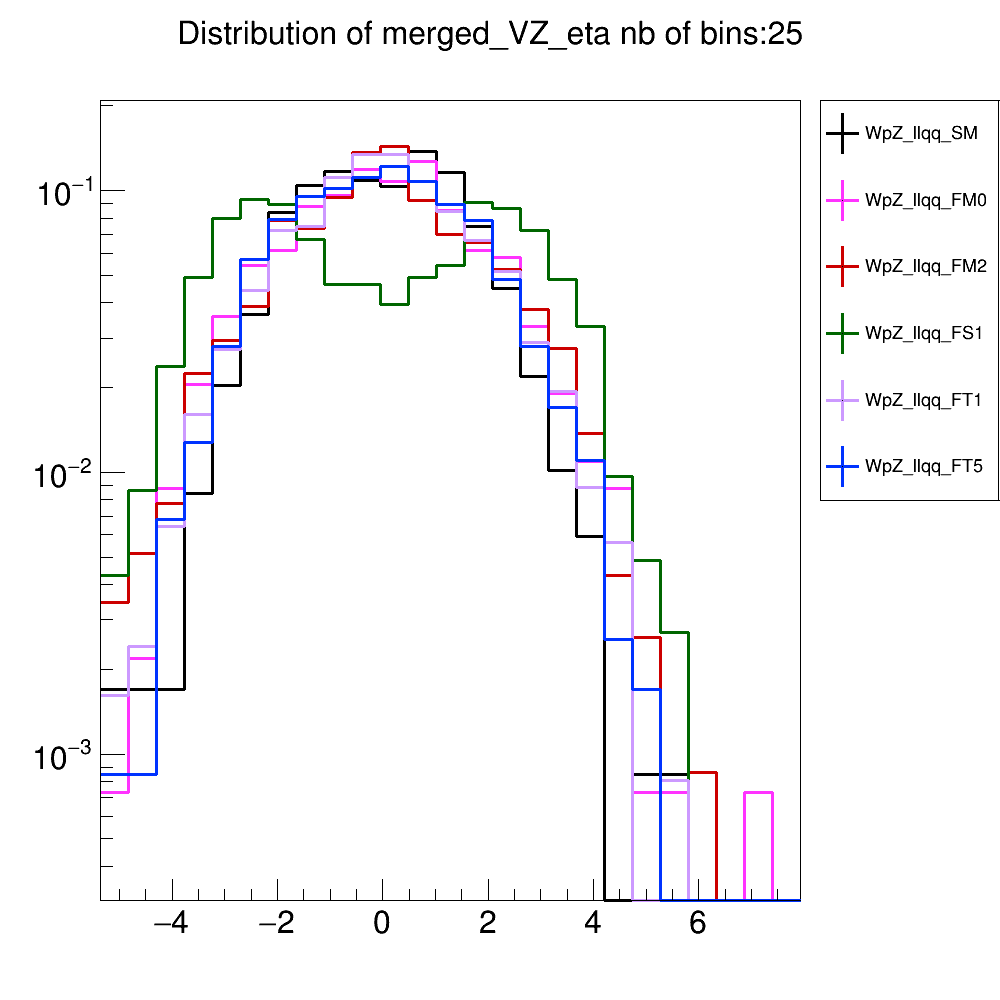 Distribution of merged_VZ_eta nb of bins:25
10⁻¹
10⁻²
10⁻³
−4 −2 0 2 4 6
WpZ_llqq_SM
WpZ_llqq_FM0
WpZ_llqq_FM2
WpZ_llqq_FS1
WpZ_llqq_FT1
WpZ_llqq_FT5